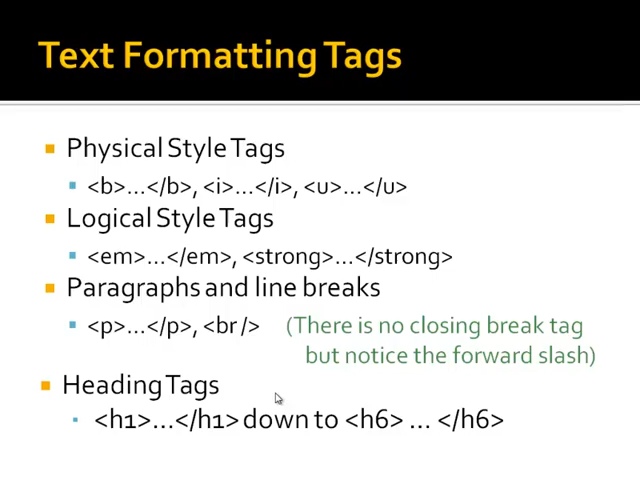 Text Formatting Tags
Physical Style Tags
<b>...</b>, <i>...</i>, <u>...</u>
Logical Style Tags
<em>...</em>, <strong>...</strong>
Paragraphs and line breaks
<p>...</p>, <br/> (There is no closing break tag
but notice the forward slash)
Heading Tags
<h1>...</h1> down to <h6> ... </h6>